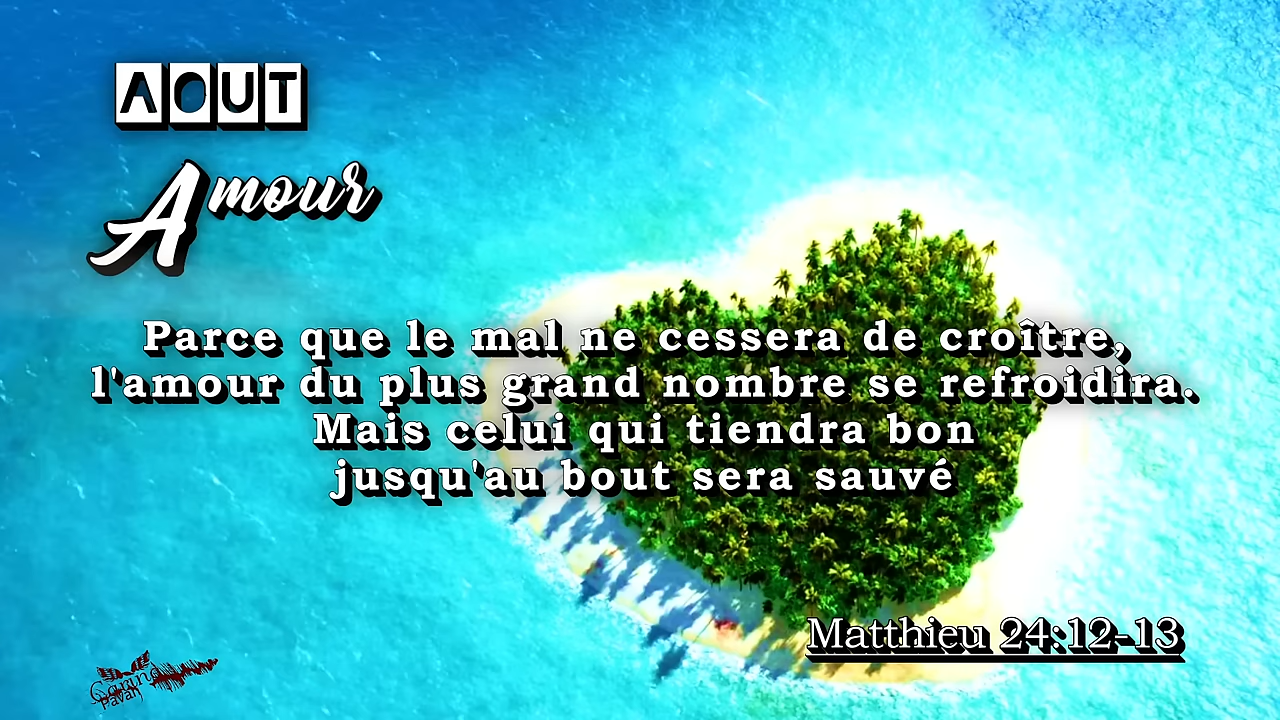 AOUT
Amour
Parce que le mal ne cessera de croître,
l'amour du plus grand nombre se refroidira.
Mais celui qui tiendra bon
jusqu'au bout sera sauvé
Matthieu 24:12-13